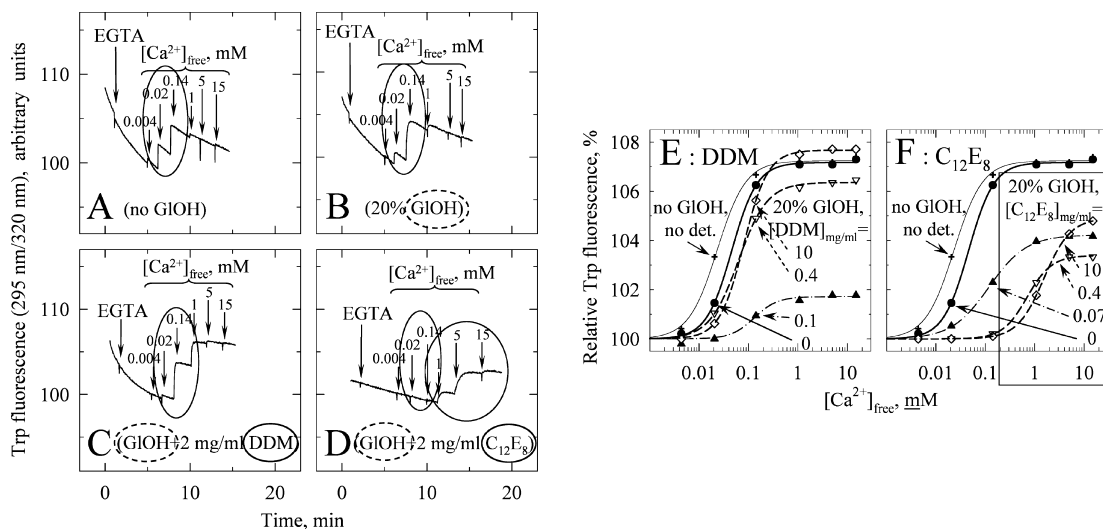 Trp fluorescence (295 nm/320 nm), arbitrary units
110
100
EGTA
[Ca²⁺]free, mM
0.004
0.02
0.14
1
5
15
A (no GlOH)
EGTA
[Ca²⁺]free, mM
0.004
0.02
0.14
1
5
15
B (20% GlOH)
110
100
EGTA
[Ca²⁺]free, mM
0.004
0.02
0.14
1
5
15
C GlOH+2 mg/ml DDM
EGTA
[Ca²⁺]free, mM
0.004
0.02
0.14
1
5
15
D GlOH+2 mg/ml C₁₂E₈
0 10 20
0 10 20
Time, min
Relative Trp fluorescence, %
108
106
104
102
100
E : DDM
no GlOH,
no det.
20% GlOH,
[DDM]mg/ml=
10
0.4
0.1
0
0.01 0.1 1 10
F : C₁₂E₈
no GlOH,
no det.
20% GlOH,
[C₁₂E₈]mg/ml=
10
0.4
0.07
0
0.01 0.1 1 10
[Ca²⁺]free, mM